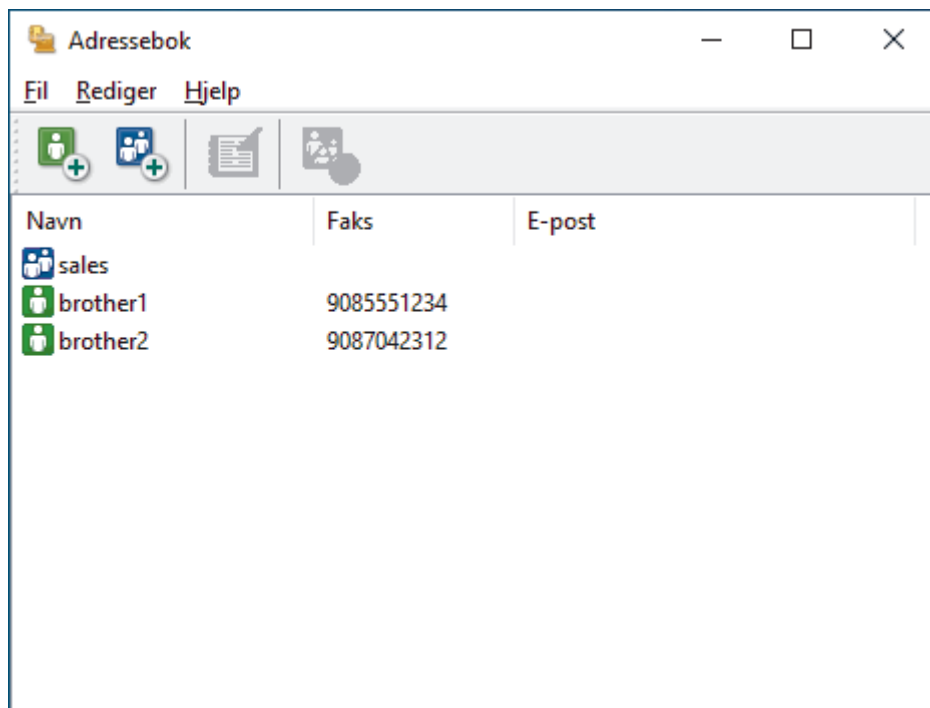 Adressebok
Fil Rediger Hjelp
Navn Faks E-post
sales
brother1 9085551234
brother2 9087042312